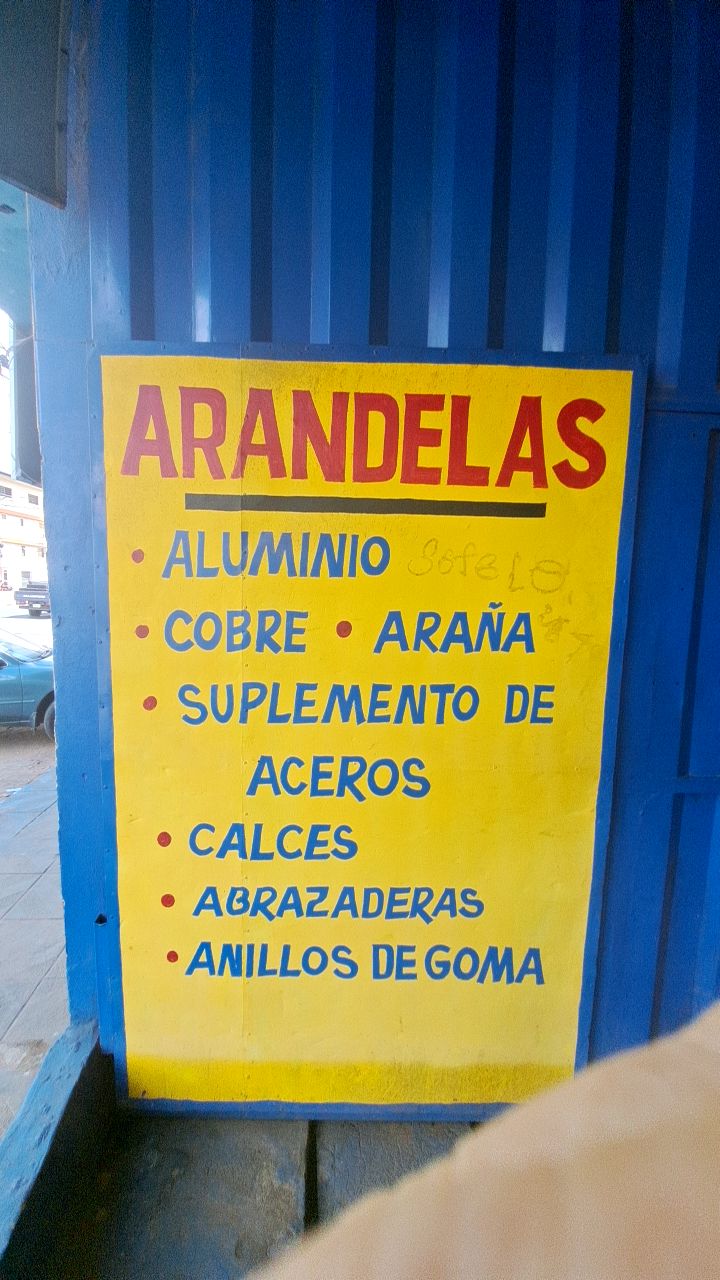 ARANDELAS
• ALUMINIO
• COBRE • ARAÑA
• SUPLEMENTO DE
ACEROS
• CALCES
• ABRAZADERAS
• ANILLOS DE GOMA